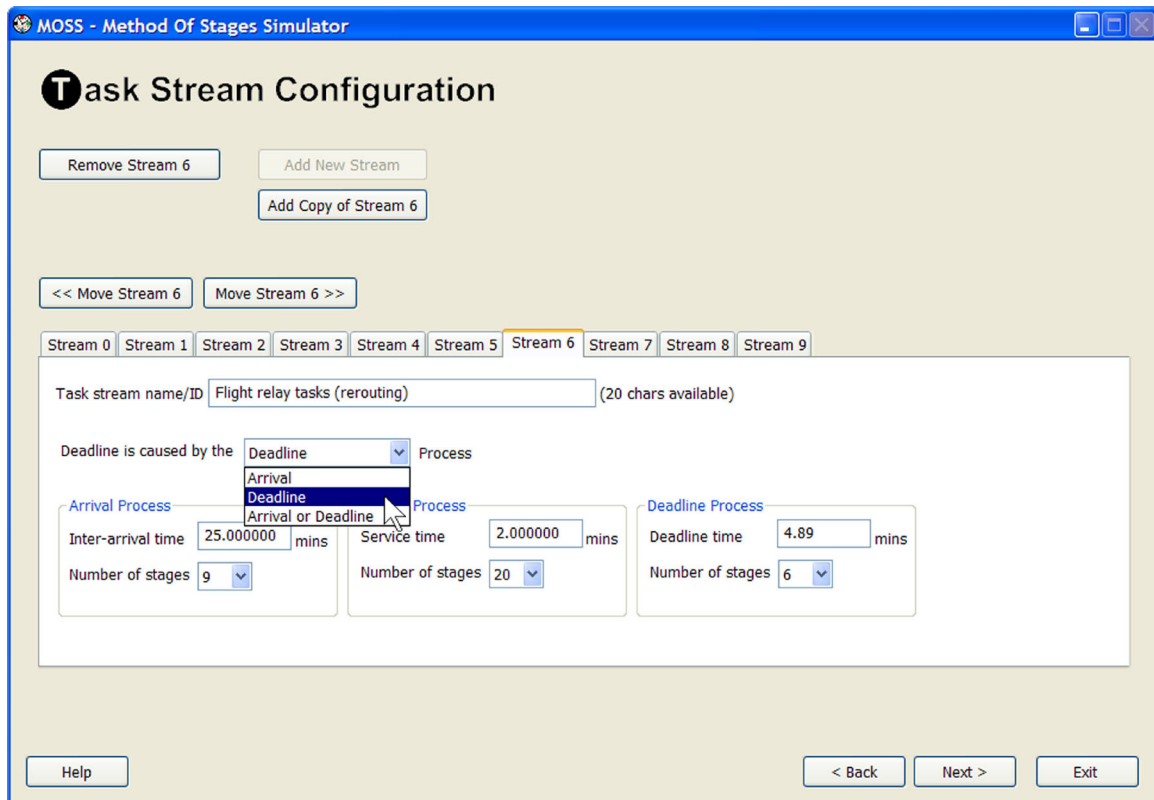 MOSS - Method Of Stages Simulator
Task Stream Configuration
Remove Stream 6
Add New Stream
Add Copy of Stream 6
<< Move Stream 6
Move Stream 6 >>
Stream 0
Stream 1
Stream 2
Stream 3
Stream 4
Stream 5
Stream 6
Stream 7
Stream 8
Stream 9
Task stream name/ID
Flight relay tasks (rerouting)
(20 chars available)
Deadline is caused by the
Deadline
Process
Arrival
Deadline
Arrival or Deadline
Arrival Process
Inter-arrival time
25.000000
mins
Number of stages
9
Process
Service time
2.000000
mins
Number of stages
20
Deadline Process
Deadline time
4.89
mins
Number of stages
6
Help
< Back
Next >
Exit